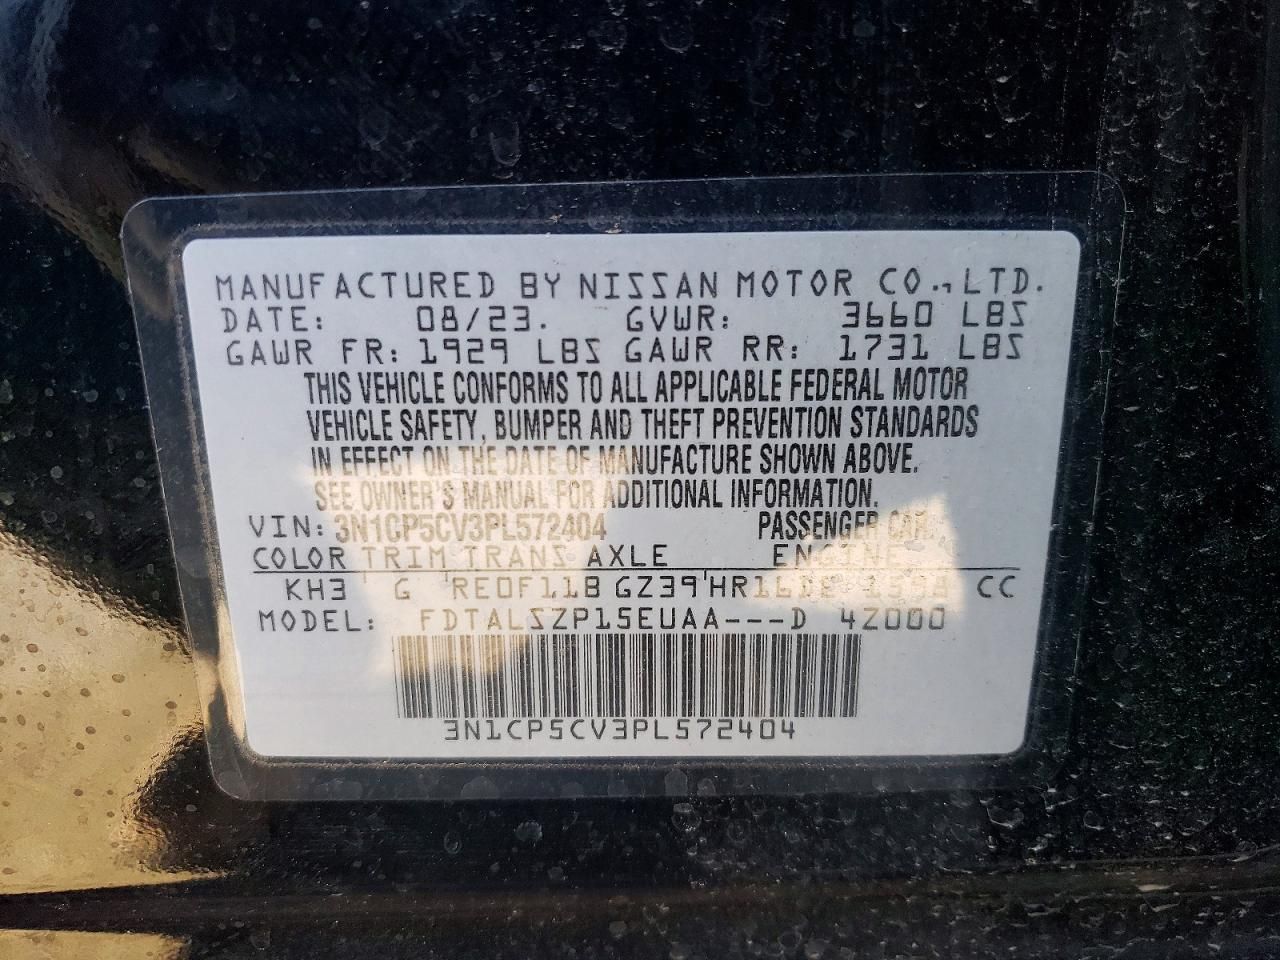 MANUFACTURED BY NISSAN MOTOR CO., LTD.
DATE: 08/23. GVWR: 3660 LBS
GAWR FR: 1929 LBS GAWR RR: 1731 LBS
THIS VEHICLE CONFORMS TO ALL APPLICABLE FEDERAL MOTOR
VEHICLE SAFETY, BUMPER AND THEFT PREVENTION STANDARDS
IN EFFECT ON THE DATE OF MANUFACTURE SHOWN ABOVE.
SEE OWNER'S MANUAL FOR ADDITIONAL INFORMATION.
VIN: 3N1CP5CV3PL572404 PASSENGER CAR
COLOR TRIM TRANS AXLE ENGINE
KH3 G RE0F11B GZ39 HR16DE 1598 CC
MODEL: FDTALSZP15EUAA---D 4Z000
3N1CP5CV3PL572404